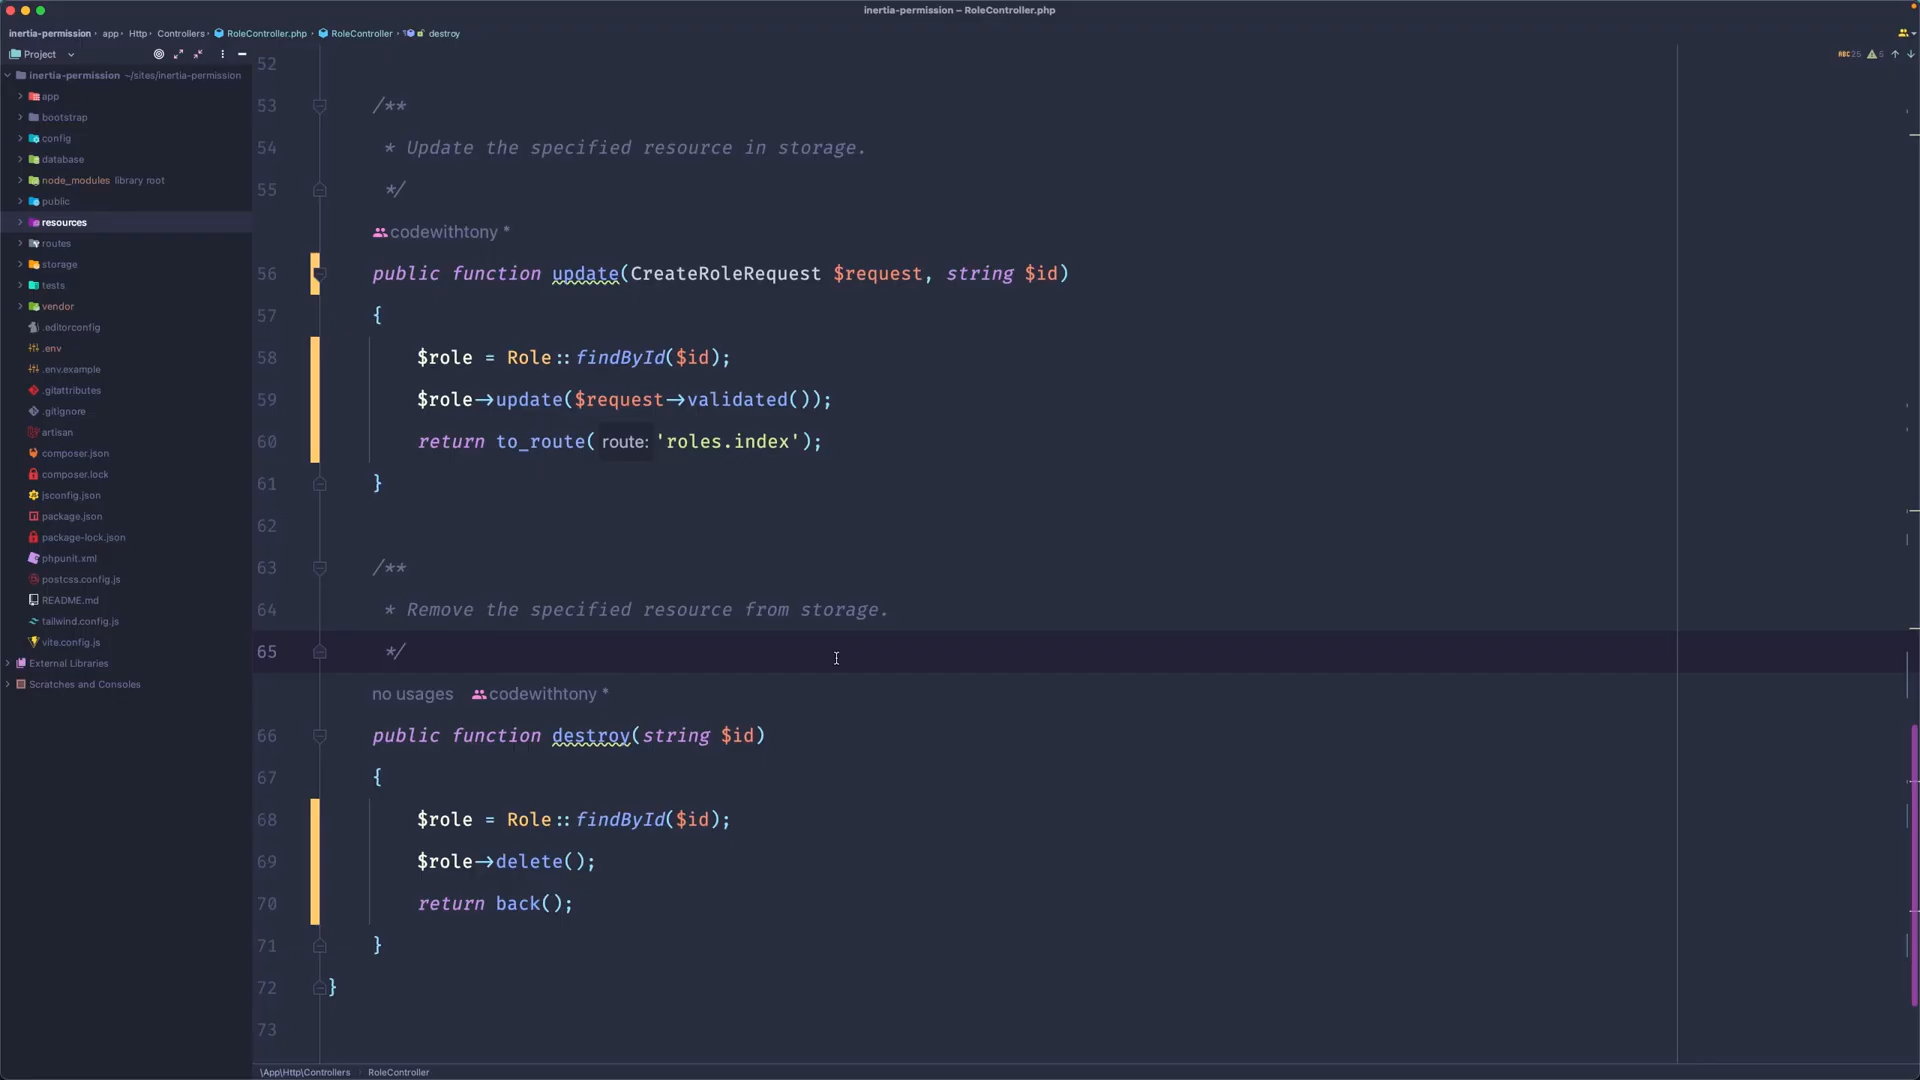 inertia-permission – RoleController.php
inertia-permission › app › Http › Controllers › RoleController.php › RoleController › destroy
Project
ABC 25 5
inertia-permission ~/sites/inertia-permission
app
bootstrap
config
database
node_modules library root
public
resources
routes
storage
tests
vendor
.editorconfig
.env
.env.example
.gitattributes
.gitignore
artisan
composer.json
composer.lock
jsconfig.json
package.json
package-lock.json
phpunit.xml
postcss.config.js
README.md
tailwind.config.js
vite.config.js
External Libraries
Scratches and Consoles
52
53 /**
54 * Update the specified resource in storage.
55 */
codewithtony *
56 public function update(CreateRoleRequest $request, string $id)
57 {
58 $role = Role::findById($id);
59 $role->update($request->validated());
60 return to_route( route: 'roles.index');
61 }
62
63 /**
64 * Remove the specified resource from storage.
65 */
no usages codewithtony *
66 public function destroy(string $id)
67 {
68 $role = Role::findById($id);
69 $role->delete();
70 return back();
71 }
72 }
73
\App\Http\Controllers RoleController